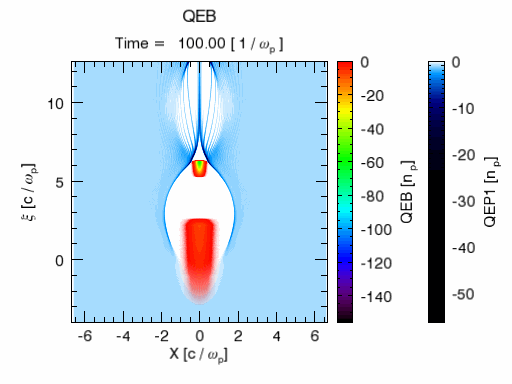 QEB
Time = 100.00 [ 1 / ωp ]
ξ [c / ωp]
10
5
0
-6 -4 -2 0 2 4 6
X [c / ωp]
0
-20
-40
-60
-80
-100
-120
-140
QEB [np]
0
-10
-20
-30
-40
-50
QEP1 [np]